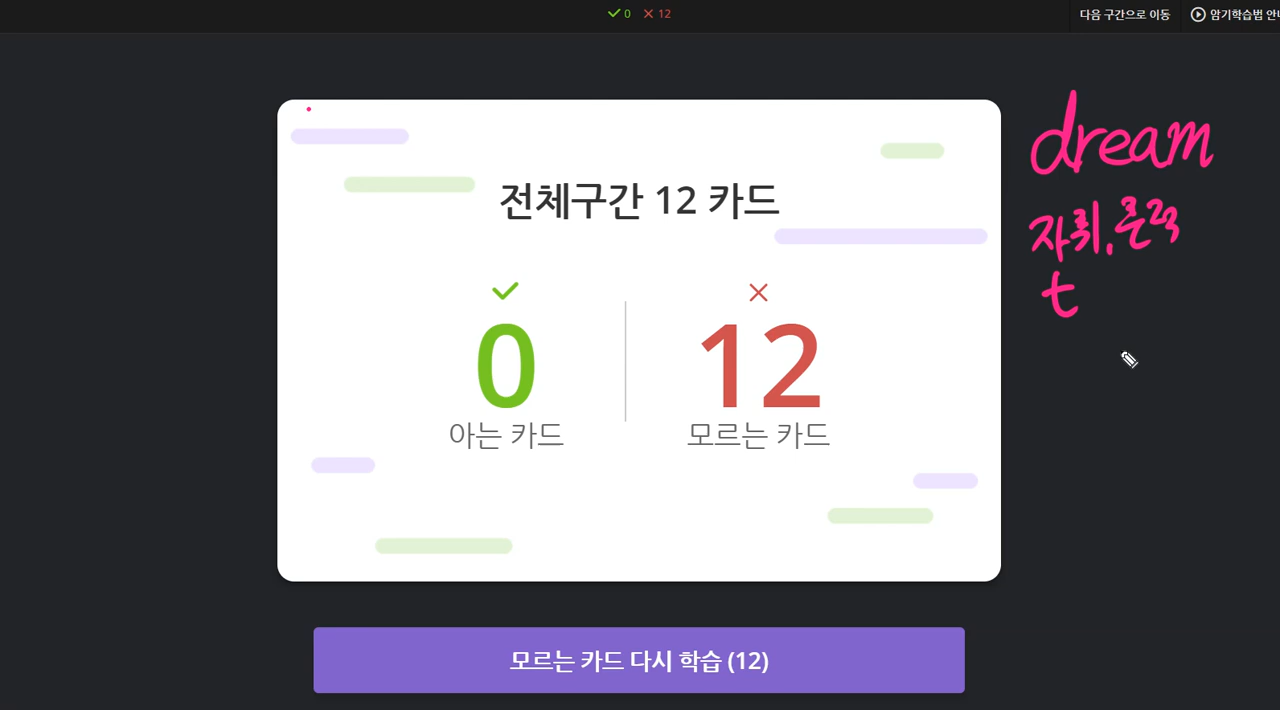 0 12
다음 구간으로 이동
암기학습법 안
dream
전체구간 12 카드
0
아는 카드
12
모르는 카드
t
모르는 카드 다시 학습 (12)